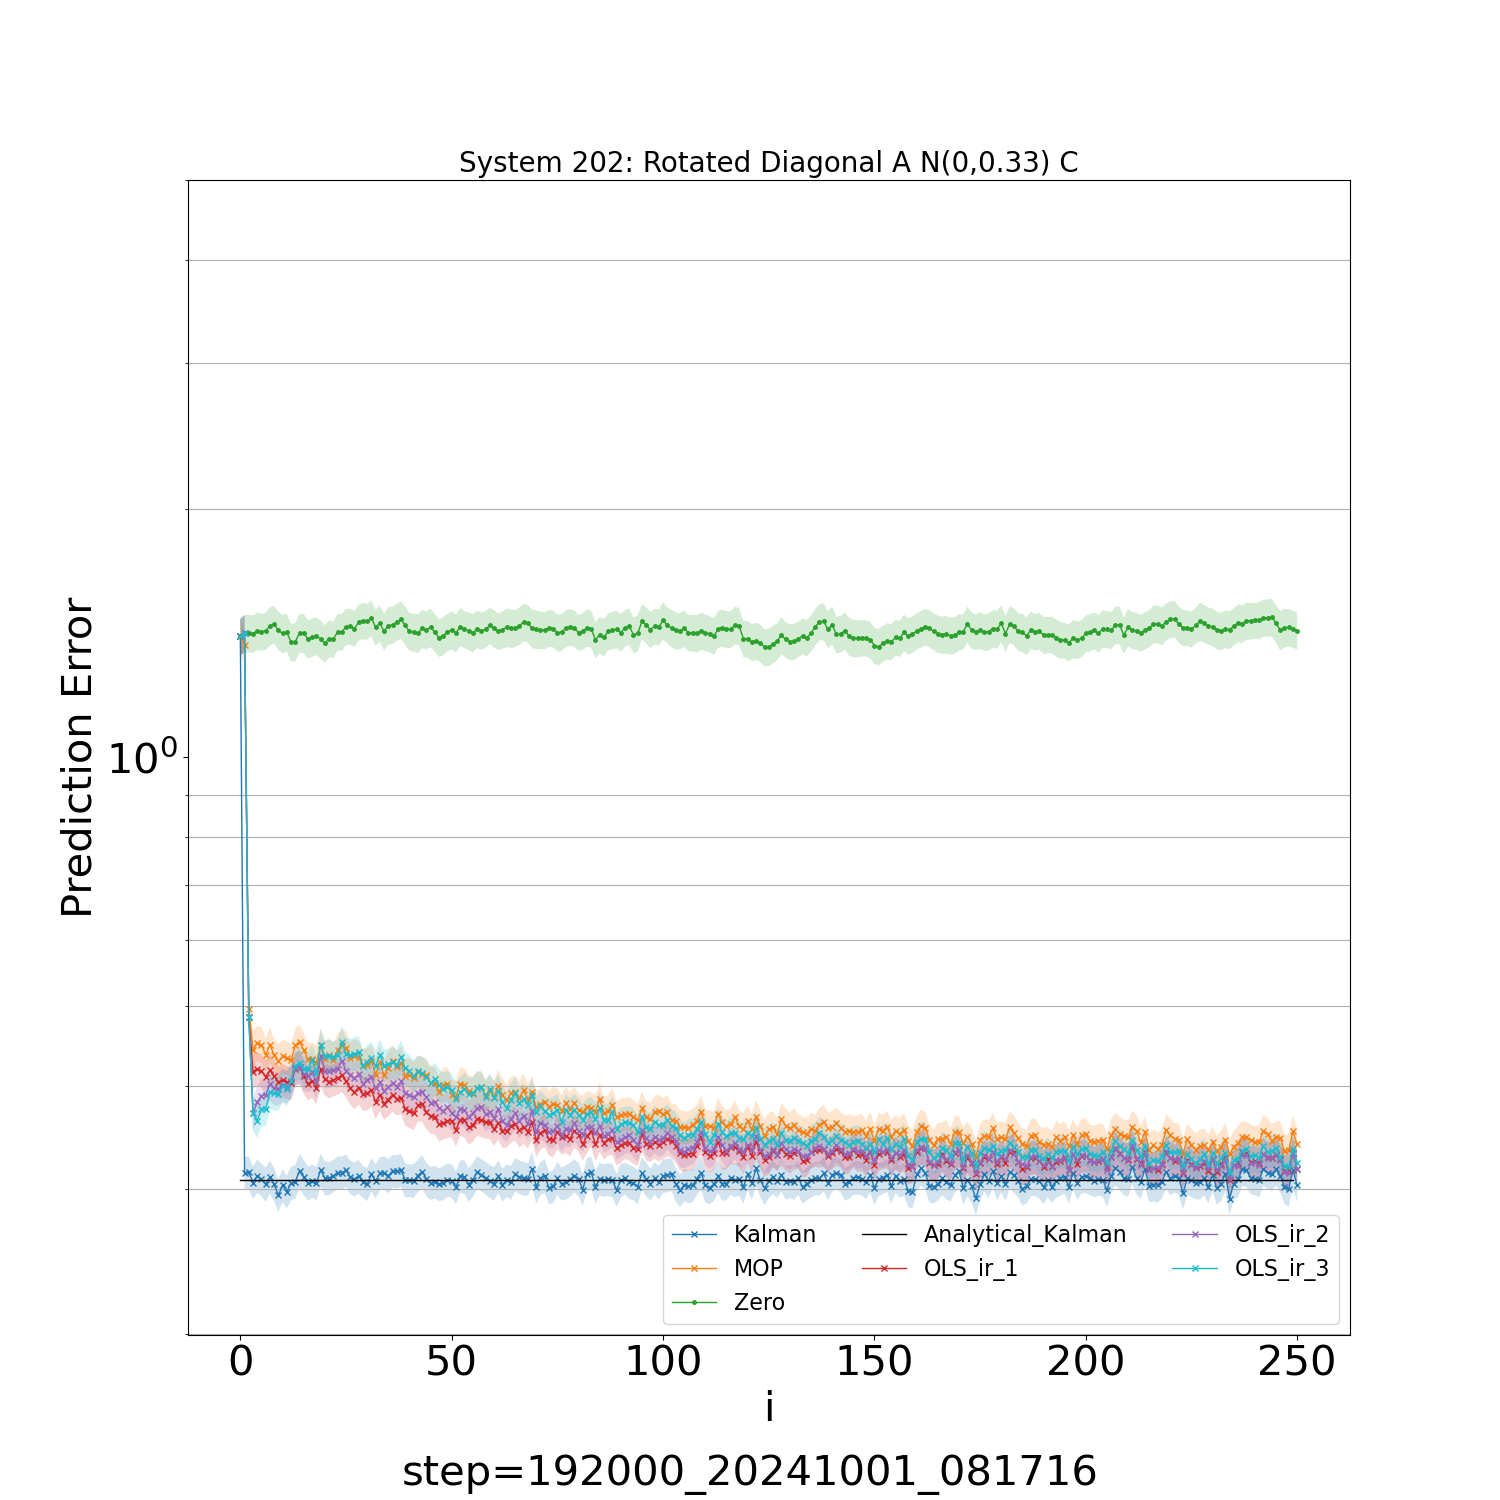 System 202: Rotated Diagonal A N(0,0.33) C
Prediction Error
10⁰
Kalman
MOP
Zero
Analytical_Kalman
OLS_ir_1
OLS_ir_2
OLS_ir_3
0 50 100 150 200 250
i
step=192000_20241001_081716